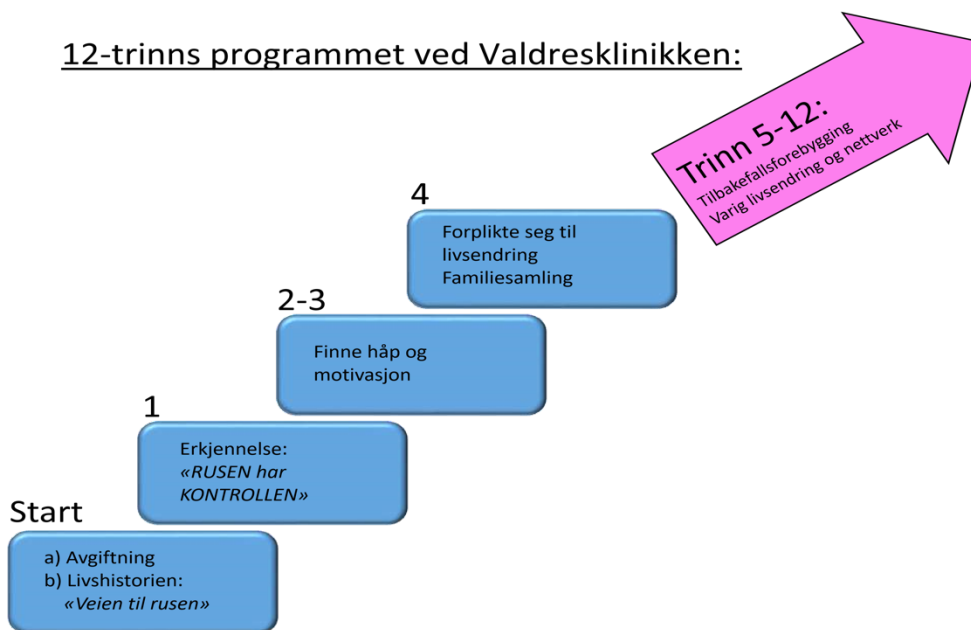 12-trinns programmet ved Valdresklinikken:
Trinn 5-12:
Tilbakefallsforebygging
Varig livsendring og nettverk
4
Forplikte seg til
livsendring
Familiesamling
2-3
Finne håp og
motivasjon
1
Erkjennelse:
«RUSEN har
KONTROLLEN»
Start
a) Avgiftning
b) Livshistorien:
«Veien til rusen»